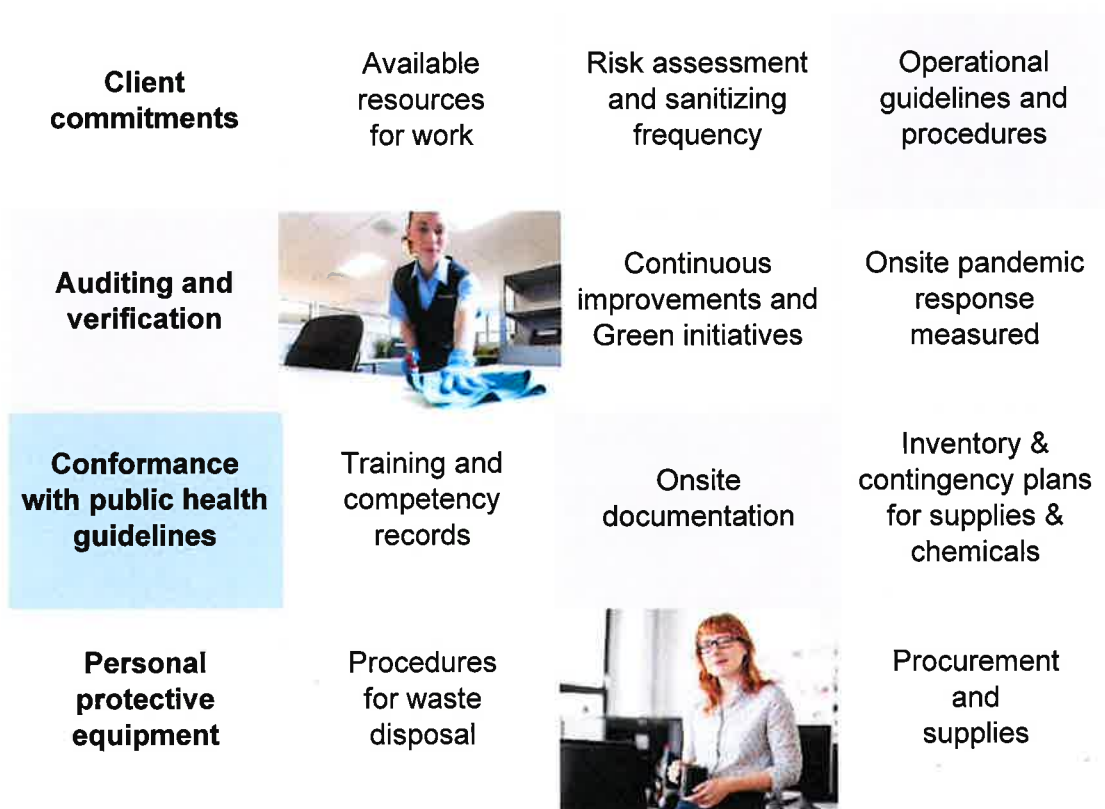 Client
commitments
Available
resources
for work
Risk assessment
and sanitizing
frequency
Operational
guidelines and
procedures
Auditing and
verification
Continuous
improvements and
Green initiatives
Onsite pandemic
response
measured
Conformance
with public health
guidelines
Training and
competency
records
Onsite
documentation
Inventory &
contingency plans
for supplies &
chemicals
Personal
protective
equipment
Procedures
for waste
disposal
Procurement
and
supplies